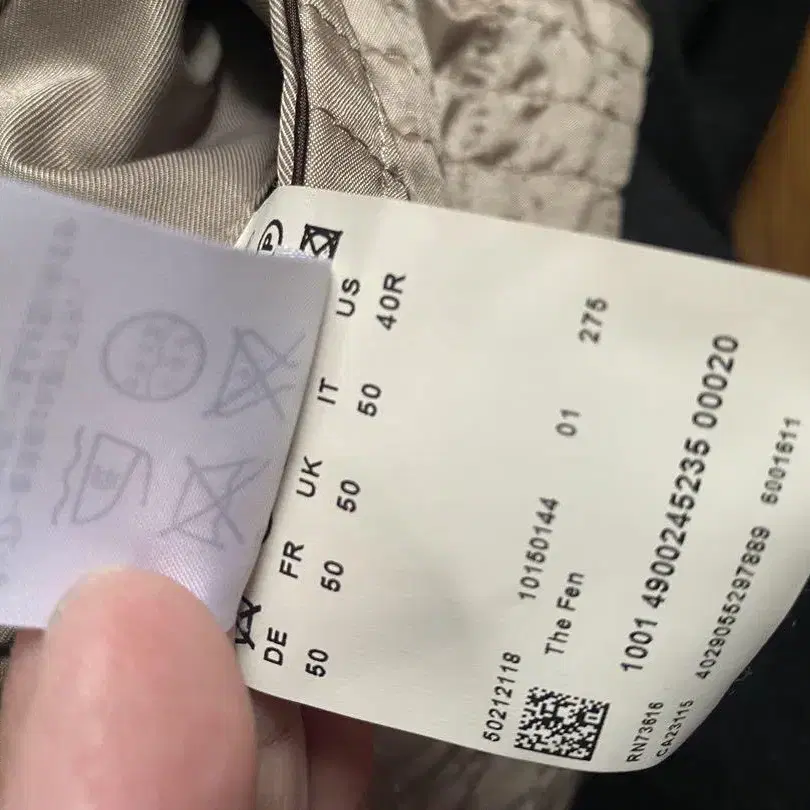 P
DE FR UK IT US
50 50 50 50 40R
50212118 10150144 01 275
The Fen
1001 4900245235 00020
RN73616
CA23115 4029055297889 6001611